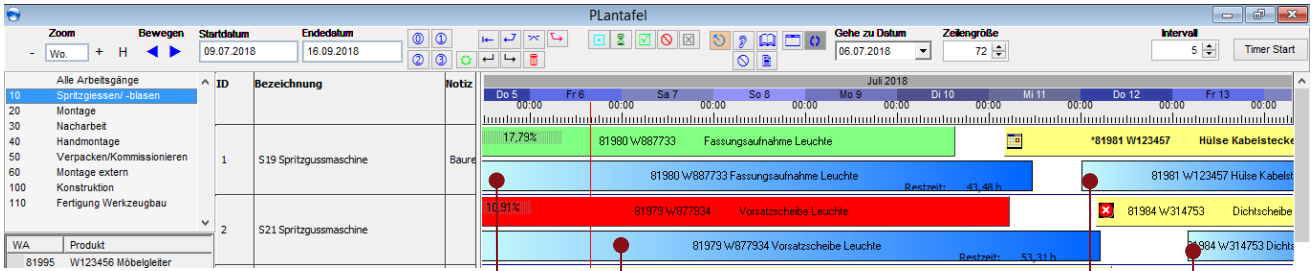 PLantafel
Zoom Bewegen Startdatum Endedatum Gehe zu Datum Zeilengröße Intervall
- Wo. + H 09.07.2018 16.09.2018 06.07.2018 72 5 Timer Start
Alle Arbeitsgänge
10 Spritzgiessen/ -blasen
20 Montage
30 Nacharbeit
40 Handmontage
50 Verpacken/Kommissionieren
60 Montage extern
100 Konstruktion
110 Fertigung Werkzeugbau
WA Produkt
81995 W123456 Möbelgleiter
ID Bezeichnung Notiz
1 S19 Spritzgussmaschine Baure
2 S21 Spritzgussmaschine
Juli 2018
Do 5 Fr 6 Sa 7 So 8 Mo 9 Di 10 Mi 11 Do 12 Fr 13
00:00 00:00 00:00 00:00 00:00 00:00 00:00 00:00 00:00
17,79% 81980 W887733 Fassungsaufnahme Leuchte *81981 W123457 Hülse Kabelstecke
81980 W887733 Fassungsaufnahme Leuchte Restzeit: 43,48 h 81981 W123457 Hülse Kabelst
10,91% 81979 W877934 Vorsatzscheibe Leuchte 81984 W314753 Dichtscheibe
81979 W877934 Vorsatzscheibe Leuchte Restzeit: 53,31 h 984 W314753 Dichts